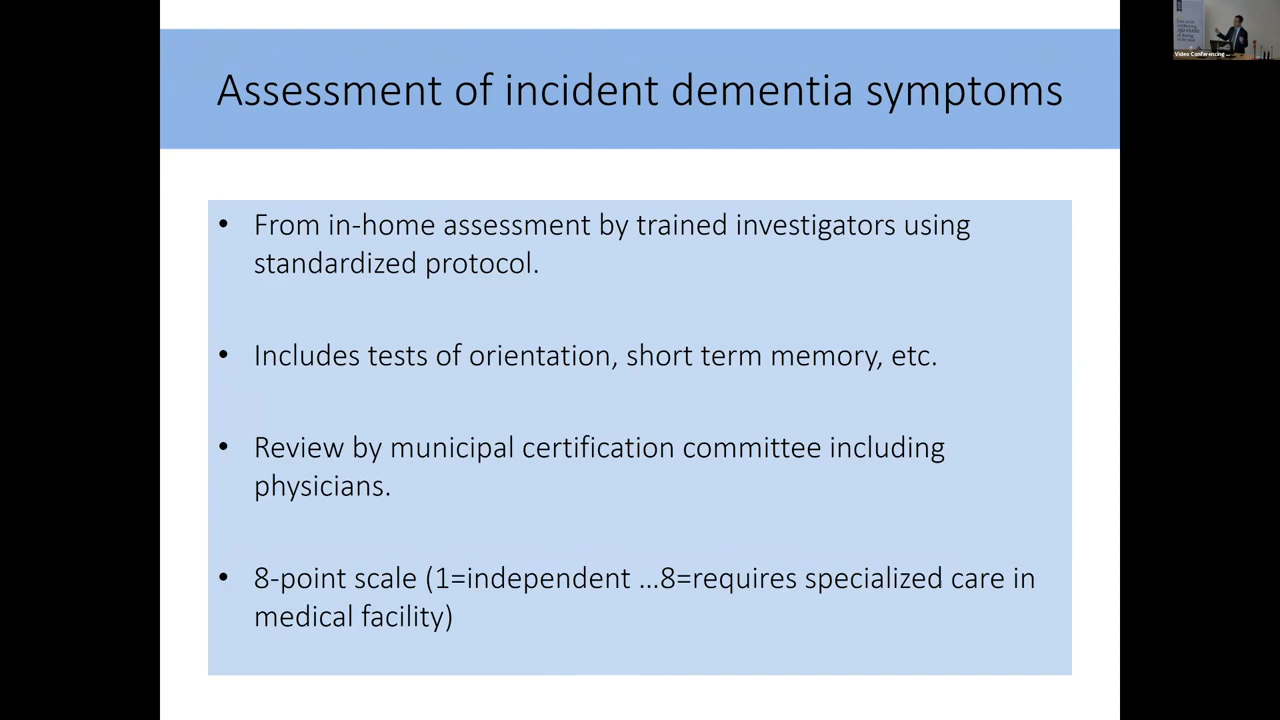 Assessment of incident dementia symptoms
• From in-home assessment by trained investigators using
standardized protocol.
• Includes tests of orientation, short term memory, etc.
• Review by municipal certification committee including
physicians.
• 8-point scale (1=independent ...8=requires specialized care in
medical facility)
Video Conferencing ...